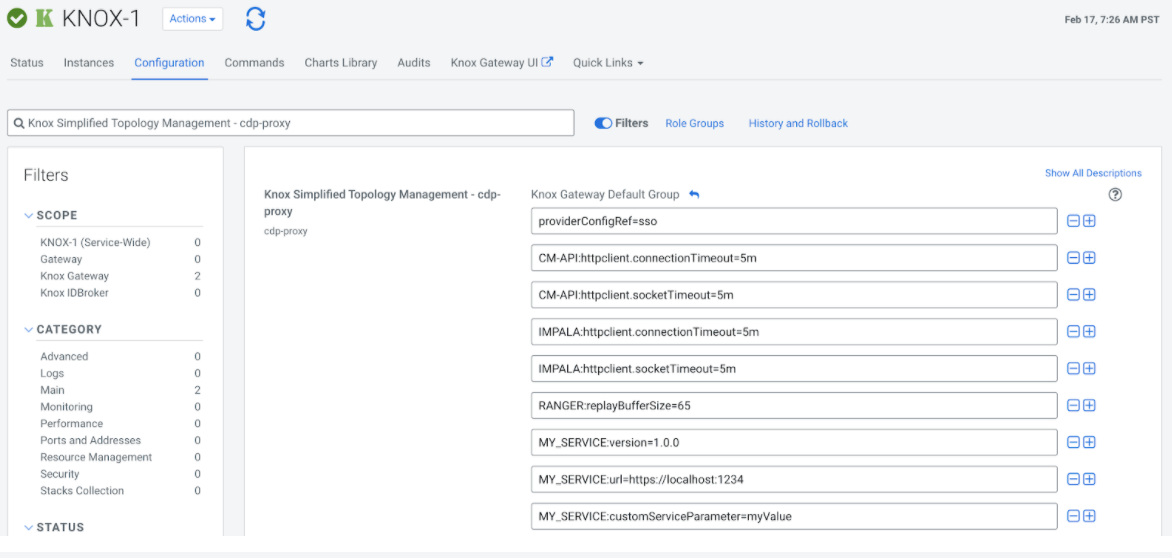 KNOX-1 Actions Feb 17, 7:26 AM PST
Status Instances Configuration Commands Charts Library Audits Knox Gateway UI Quick Links
Knox Simplified Topology Management - cdp-proxy Filters Role Groups History and Rollback
Filters
SCOPE
KNOX-1 (Service-Wide) 0
Gateway 0
Knox Gateway 2
Knox IDBroker 0
CATEGORY
Advanced 0
Logs 0
Main 2
Monitoring 0
Performance 0
Ports and Addresses 0
Resource Management 0
Security 0
Stacks Collection 0
STATUS
Show All Descriptions
Knox Simplified Topology Management - cdp-
proxy
cdp-proxy
Knox Gateway Default Group
providerConfigRef=sso
CM-API:httpclient.connectionTimeout=5m
CM-API:httpclient.socketTimeout=5m
IMPALA:httpclient.connectionTimeout=5m
IMPALA:httpclient.socketTimeout=5m
RANGER:replayBufferSize=65
MY_SERVICE:version=1.0.0
MY_SERVICE:url=https://localhost:1234
MY_SERVICE:customServiceParameter=myValue